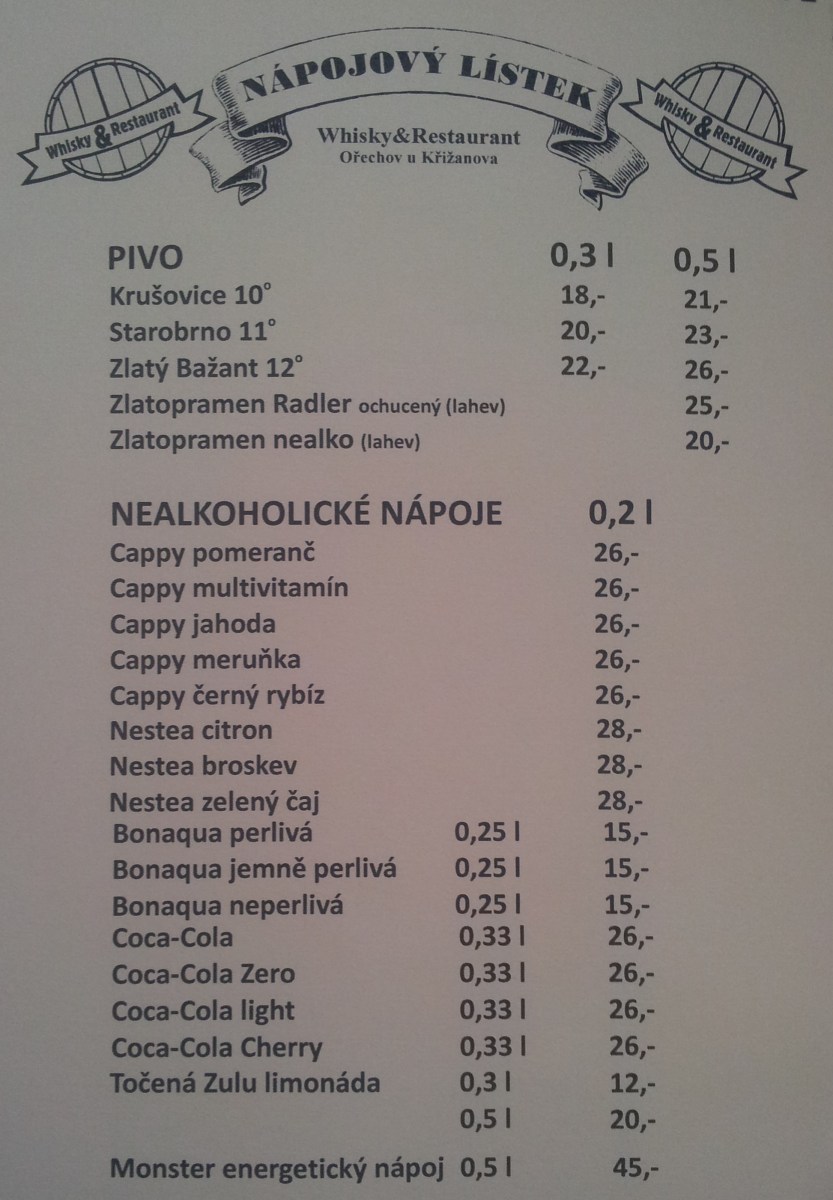 NÁPOJOVÝ LÍSTEK
Whisky & Restaurant
Whisky & Restaurant
Whisky&Restaurant
Ořechov u Křižanova
PIVO 0,3 l 0,5 l
Krušovice 10° 18,- 21,-
Starobrno 11° 20,- 23,-
Zlatý Bažant 12° 22,- 26,-
Zlatopramen Radler ochucený (lahev) 25,-
Zlatopramen nealko (lahev) 20,-
NEALKOHOLICKÉ NÁPOJE 0,2 l
Cappy pomeranč 26,-
Cappy multivitamín 26,-
Cappy jahoda 26,-
Cappy meruňka 26,-
Cappy černý rybíz 26,-
Nestea citron 28,-
Nestea broskev 28,-
Nestea zelený čaj 28,-
Bonaqua perlivá 0,25 l 15,-
Bonaqua jemně perlivá 0,25 l 15,-
Bonaqua neperlivá 0,25 l 15,-
Coca-Cola 0,33 l 26,-
Coca-Cola Zero 0,33 l 26,-
Coca-Cola light 0,33 l 26,-
Coca-Cola Cherry 0,33 l 26,-
Točená Zulu limonáda 0,3 l 12,-
0,5 l 20,-
Monster energetický nápoj 0,5 l 45,-